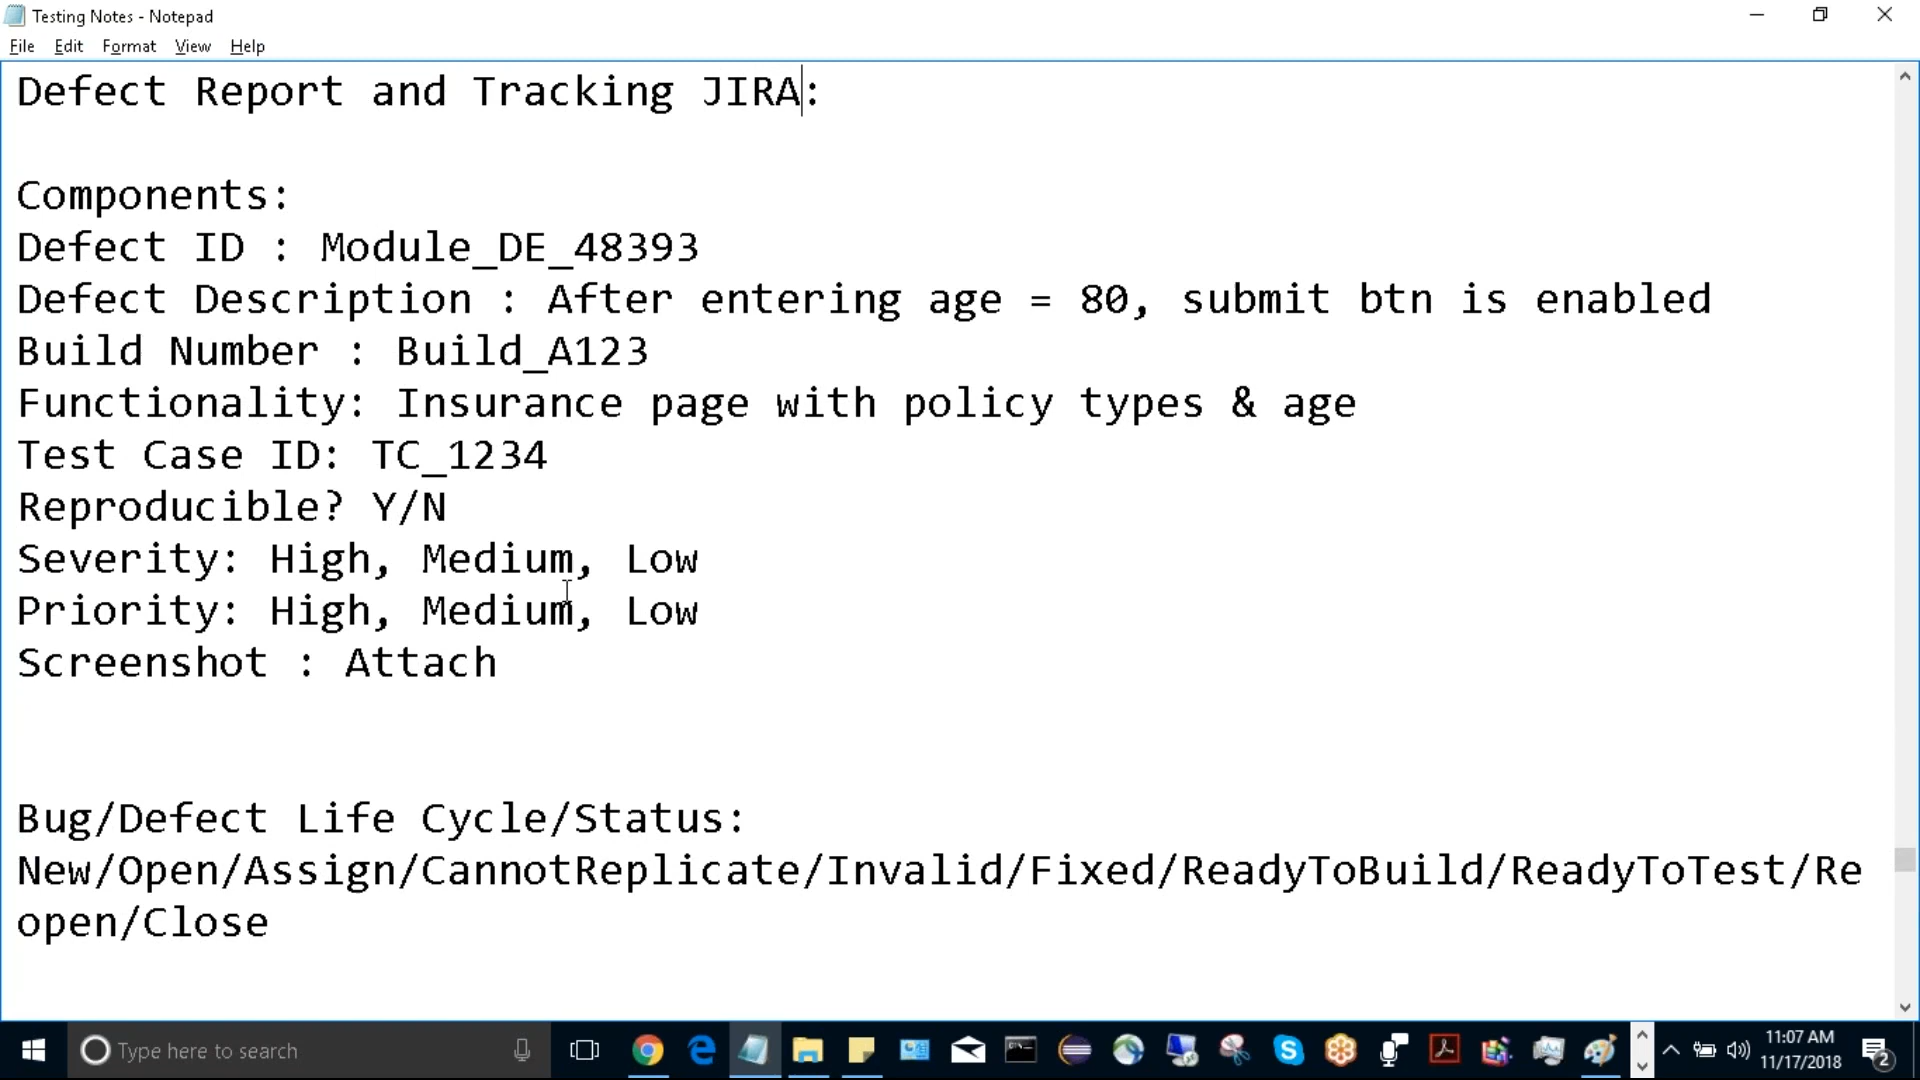 Testing Notes - Notepad
File Edit Format View Help
Defect Report and Tracking JIRA:
Components:
Defect ID : Module_DE_48393
Defect Description : After entering age = 80, submit btn is enabled
Build Number : Build_A123
Functionality: Insurance page with policy types & age
Test Case ID: TC_1234
Reproducible? Y/N
Severity: High, Medium, Low
Priority: High, Medium, Low
Screenshot : Attach
Bug/Defect Life Cycle/Status:
New/Open/Assign/CannotReplicate/Invalid/Fixed/ReadyToBuild/ReadyToTest/Re
open/Close
Type here to search
11:07 AM
11/17/2018
2